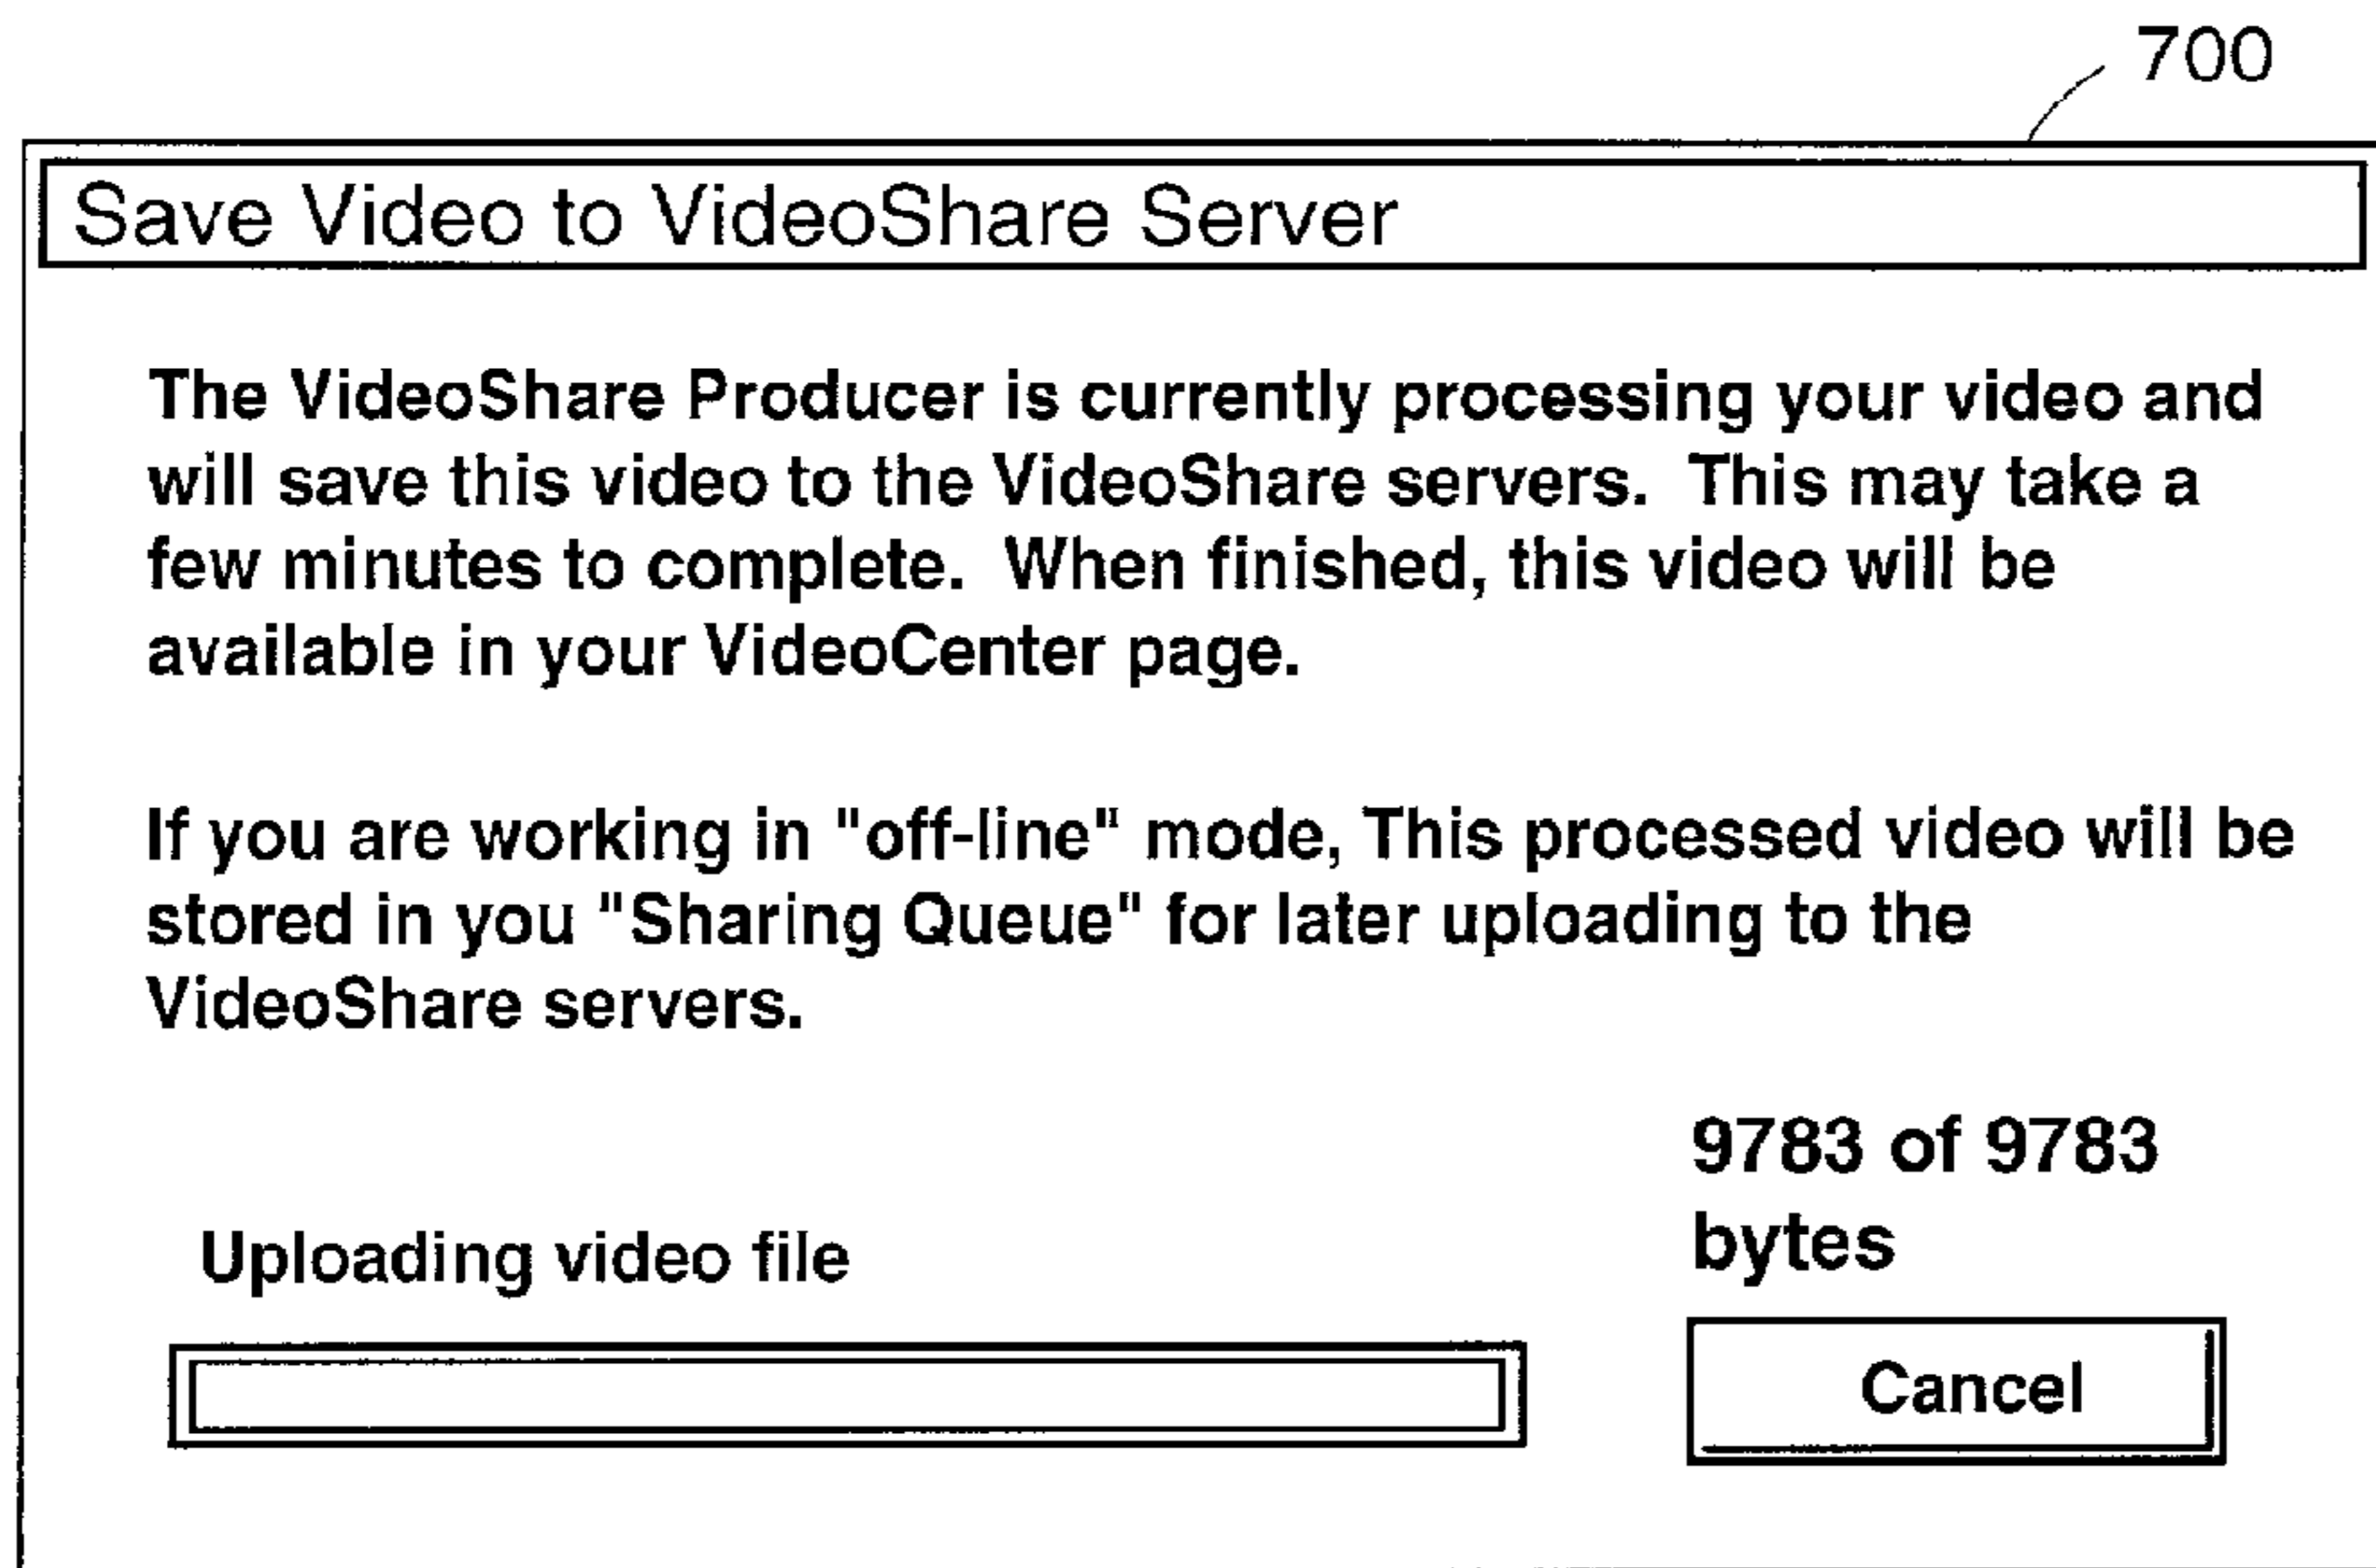 700
Save Video to VideoShare Server
The VideoShare Producer is currently processing your video and
will save this video to the VideoShare servers.  This may take a
few minutes to complete.  When finished, this video will be
available in your VideoCenter page.
If you are working in "off-line" mode, This processed video will be
stored in you "Sharing Queue" for later uploading to the
VideoShare servers.
9783 of 9783
bytes
Uploading video file
Cancel